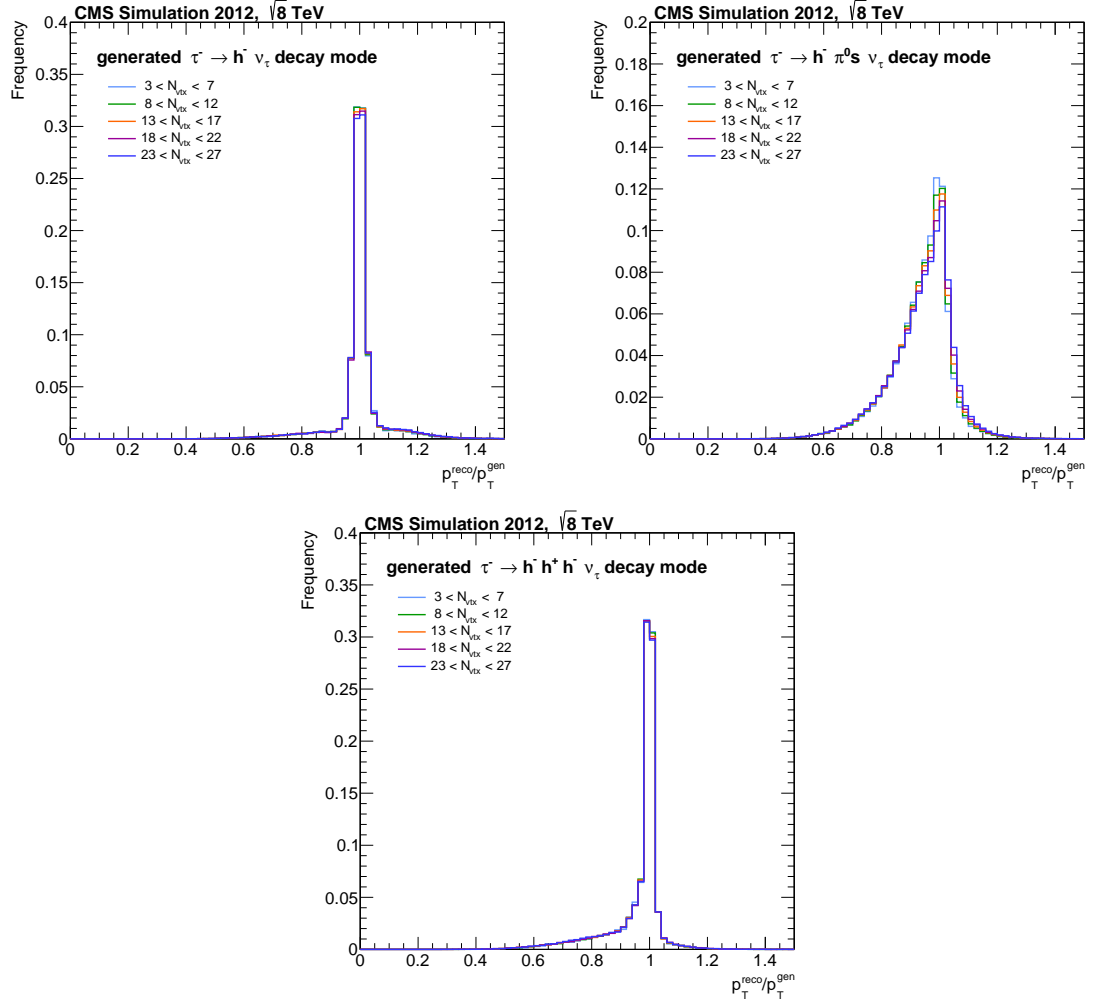 CMS Simulation 2012, √8 TeV
Frequency
generated τ⁻ → h⁻ ν_τ decay mode
3 < N_vtx < 7
8 < N_vtx < 12
13 < N_vtx < 17
18 < N_vtx < 22
23 < N_vtx < 27
0.4
0.35
0.3
0.25
0.2
0.15
0.1
0.05
0
0 0.2 0.4 0.6 0.8 1 1.2 1.4
p_T^reco/p_T^gen
CMS Simulation 2012, √8 TeV
Frequency
generated τ⁻ → h⁻ π⁰s ν_τ decay mode
3 < N_vtx < 7
8 < N_vtx < 12
13 < N_vtx < 17
18 < N_vtx < 22
23 < N_vtx < 27
0.2
0.18
0.16
0.14
0.12
0.1
0.08
0.06
0.04
0.02
0
0 0.2 0.4 0.6 0.8 1 1.2 1.4
p_T^reco/p_T^gen
CMS Simulation 2012, √8 TeV
Frequency
generated τ⁻ → h⁻ h⁺ h⁻ ν_τ decay mode
3 < N_vtx < 7
8 < N_vtx < 12
13 < N_vtx < 17
18 < N_vtx < 22
23 < N_vtx < 27
0.4
0.35
0.3
0.25
0.2
0.15
0.1
0.05
0
0 0.2 0.4 0.6 0.8 1 1.2 1.4
p_T^reco/p_T^gen